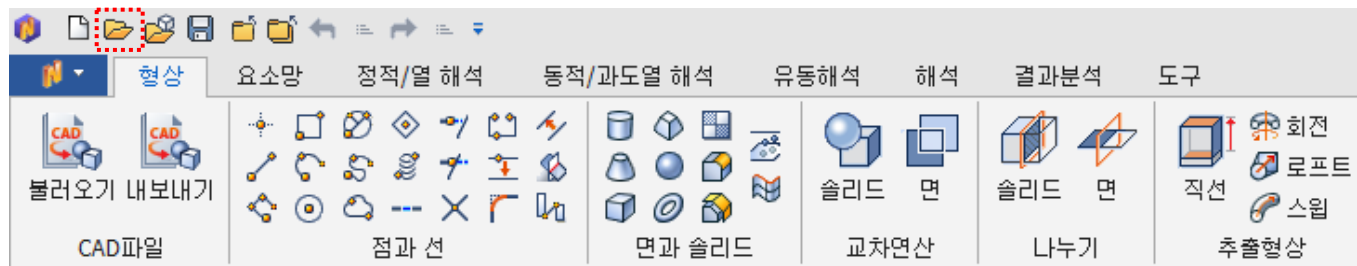 형상 요소망 정적/열 해석 동적/과도열 해석 유동해석 해석 결과분석 도구
CAD CAD 회전
로프트
불러오기 내보내기 솔리드 면 솔리드 면 직선
스윕
CAD파일 점과 선 면과 솔리드 교차연산 나누기 추출형상